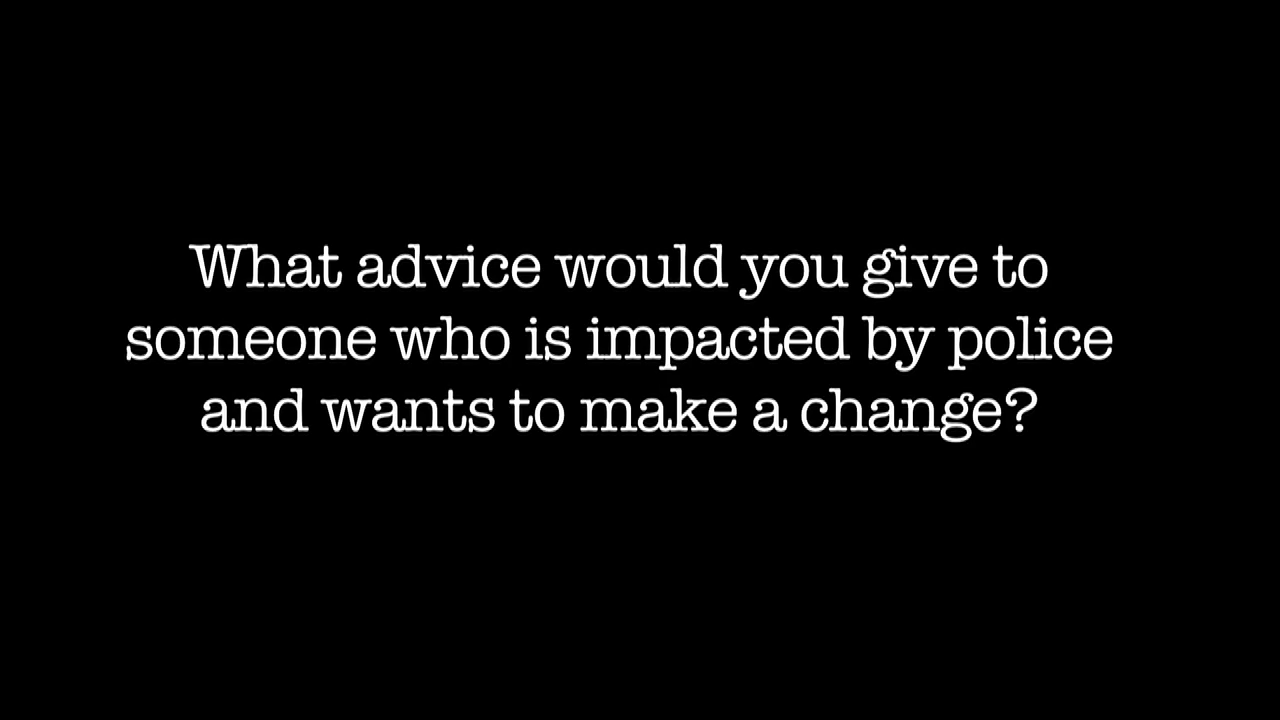 What advice would you give to
someone who is impacted by police
and wants to make a change?